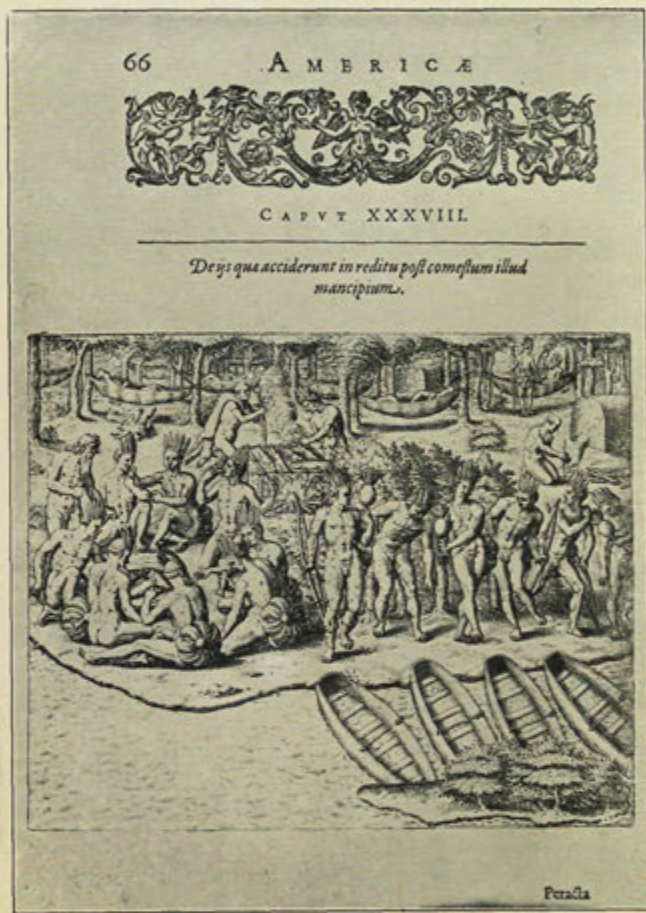 66 AMERICÆ
CAPVT XXXVIII.
De ijs quæ acciderunt in reditu post comestum illud
mancipium.
Peracta